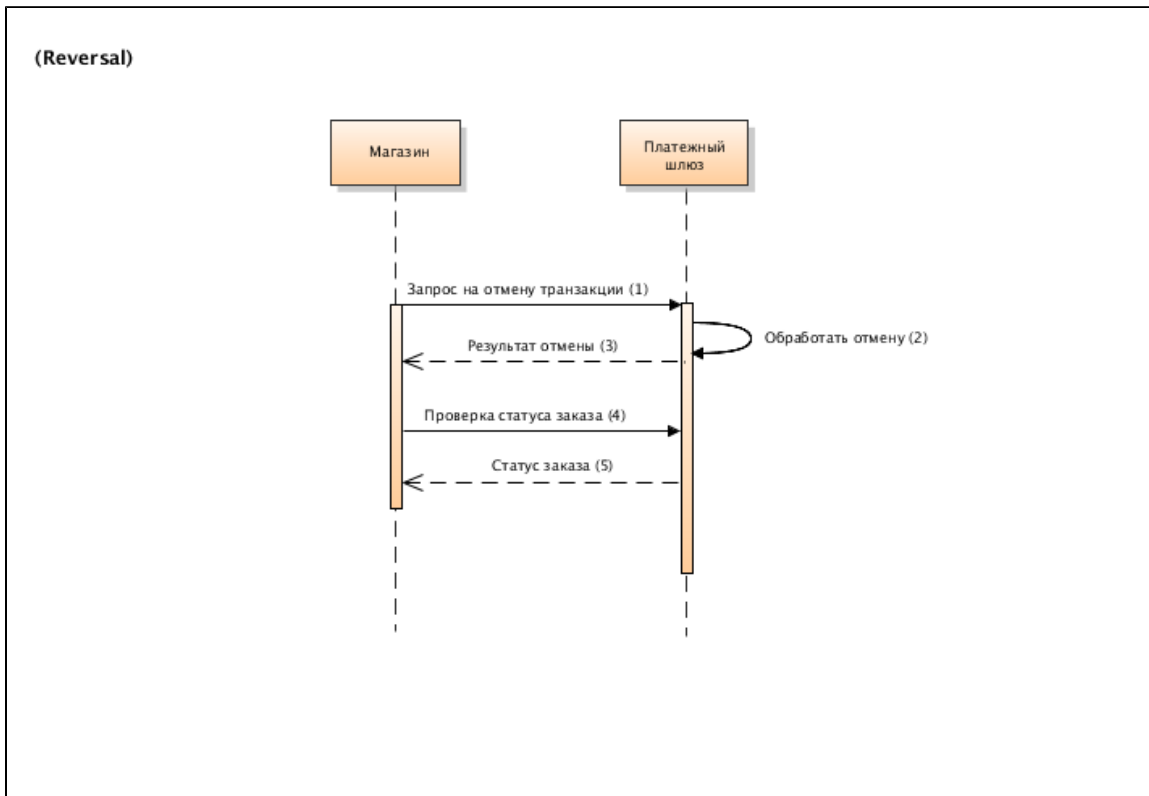 (Reversal)
Магазин
Платежный
шлюз
Запрос на отмену транзакции (1)
Обработать отмену (2)
Результат отмены (3)
Проверка статуса заказа (4)
Статус заказа (5)